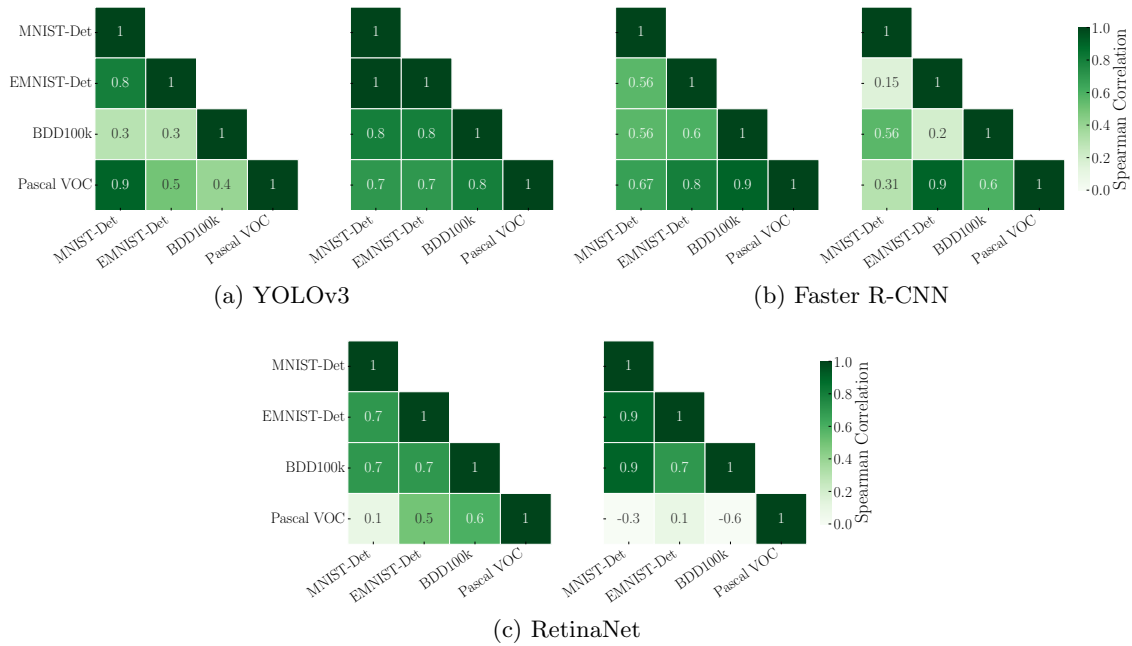 MNIST-Det 1 1 1 1
EMNIST-Det 0.8 1 1 1 0.56 1 0.15 1
BDD100k 0.3 0.3 1 0.8 0.8 1 0.56 0.6 1 0.56 0.2 1
Pascal VOC 0.9 0.5 0.4 1 0.7 0.7 0.8 1 0.67 0.8 0.9 1 0.31 0.9 0.6 1
MNIST-Det EMNIST-Det BDD100k Pascal VOC MNIST-Det EMNIST-Det BDD100k Pascal VOC MNIST-Det EMNIST-Det BDD100k Pascal VOC MNIST-Det EMNIST-Det BDD100k Pascal VOC
1.0
0.8
0.6
0.4
0.2
0.0
Spearman Correlation
(a) YOLOv3 (b) Faster R-CNN
MNIST-Det 1 1
EMNIST-Det 0.7 1 0.9 1
BDD100k 0.7 0.7 1 0.9 0.7 1
Pascal VOC 0.1 0.5 0.6 1 -0.3 0.1 -0.6 1
MNIST-Det EMNIST-Det BDD100k Pascal VOC MNIST-Det EMNIST-Det BDD100k Pascal VOC
1.0
0.8
0.6
0.4
0.2
0.0
Spearman Correlation
(c) RetinaNet